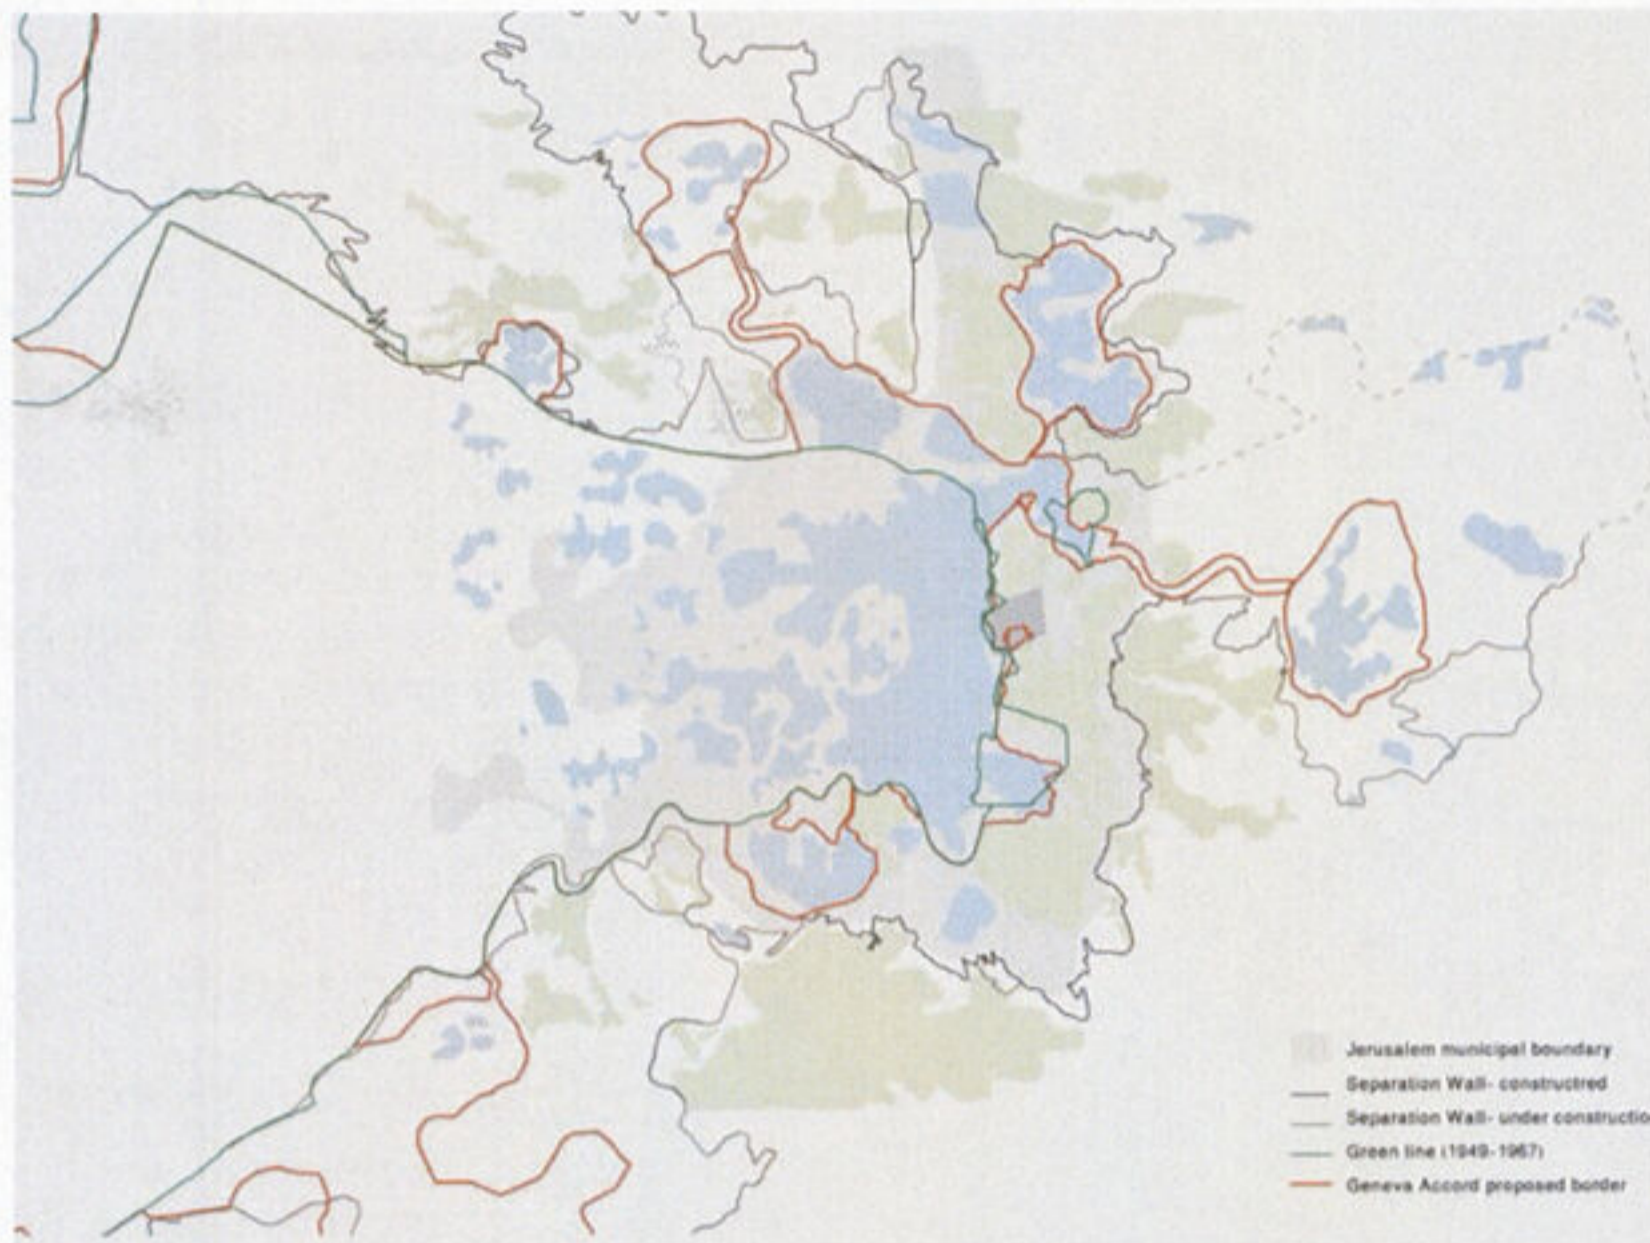 Jerusalem municipal boundary
Separation Wall- constructred
Separation Wall- under constructio
Green line (1949-1967)
Geneva Accord proposed border